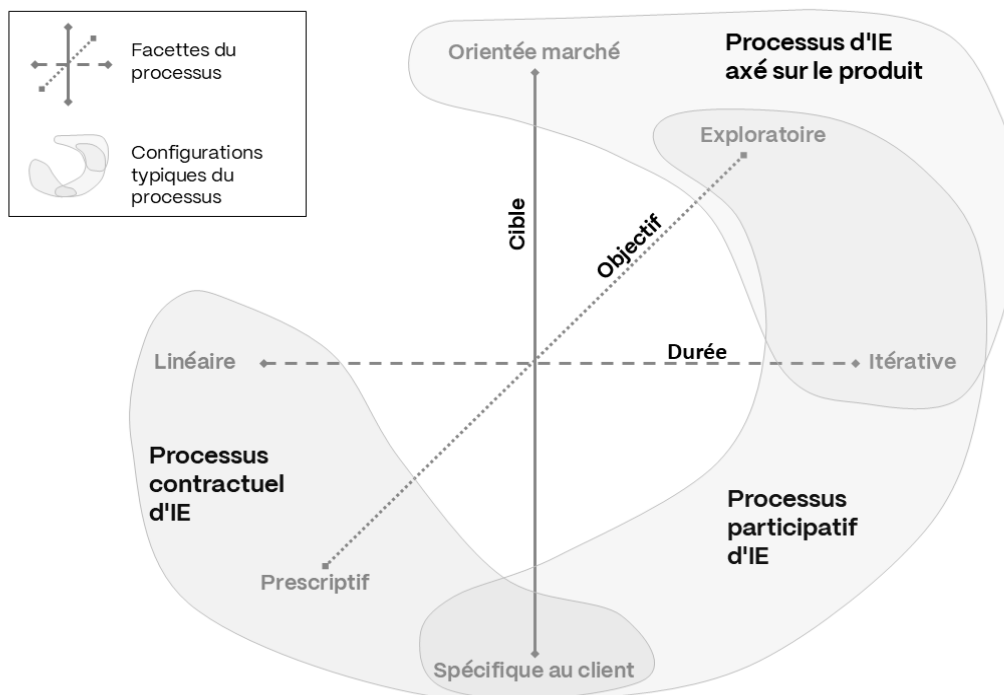 Facettes du
processus
Configurations
typiques du
processus
Orientée marché
Processus d'IE
axé sur le produit
Exploratoire
Cible
Objectif
Durée
Linéaire
Itérative
Processus
contractuel
d'IE
Processus
participatif
d'IE
Prescriptif
Spécifique au client